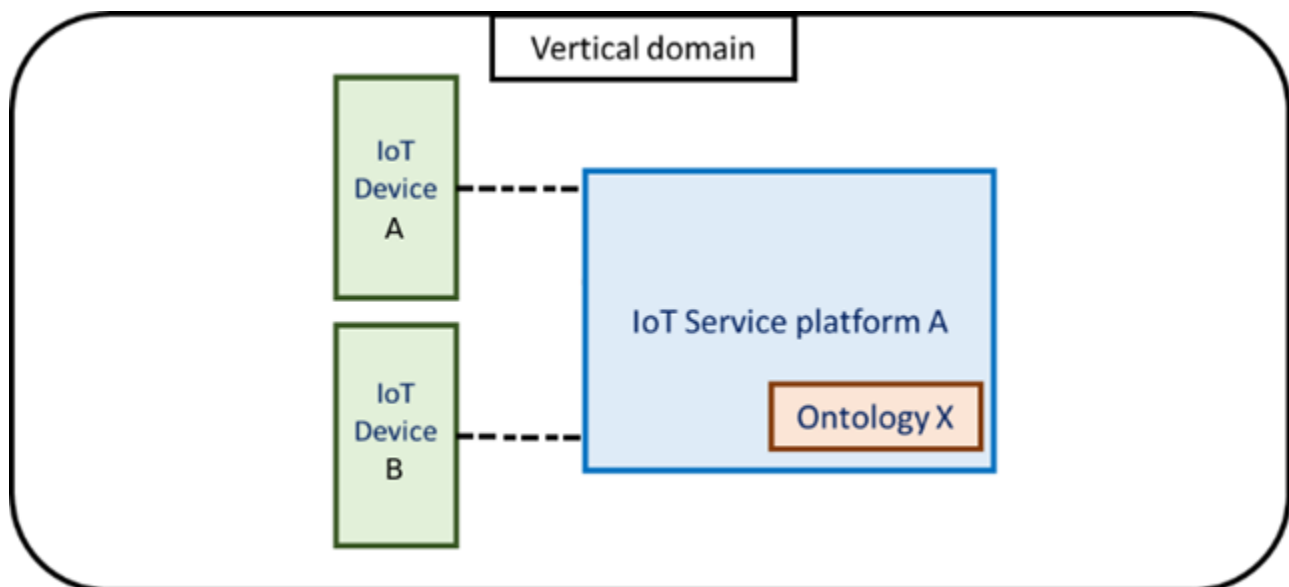 Vertical domain
IoT
Device
A
IoT Service platform A
IoT
Device
B
Ontology X